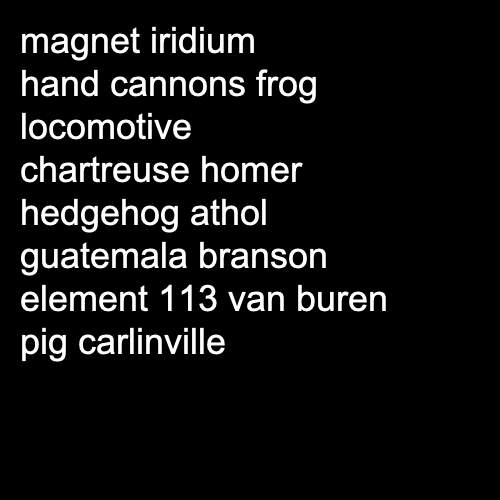 magnet iridium
hand cannons frog
locomotive
chartreuse homer
hedgehog athol
guatemala branson
element 113 van buren
pig carlinville